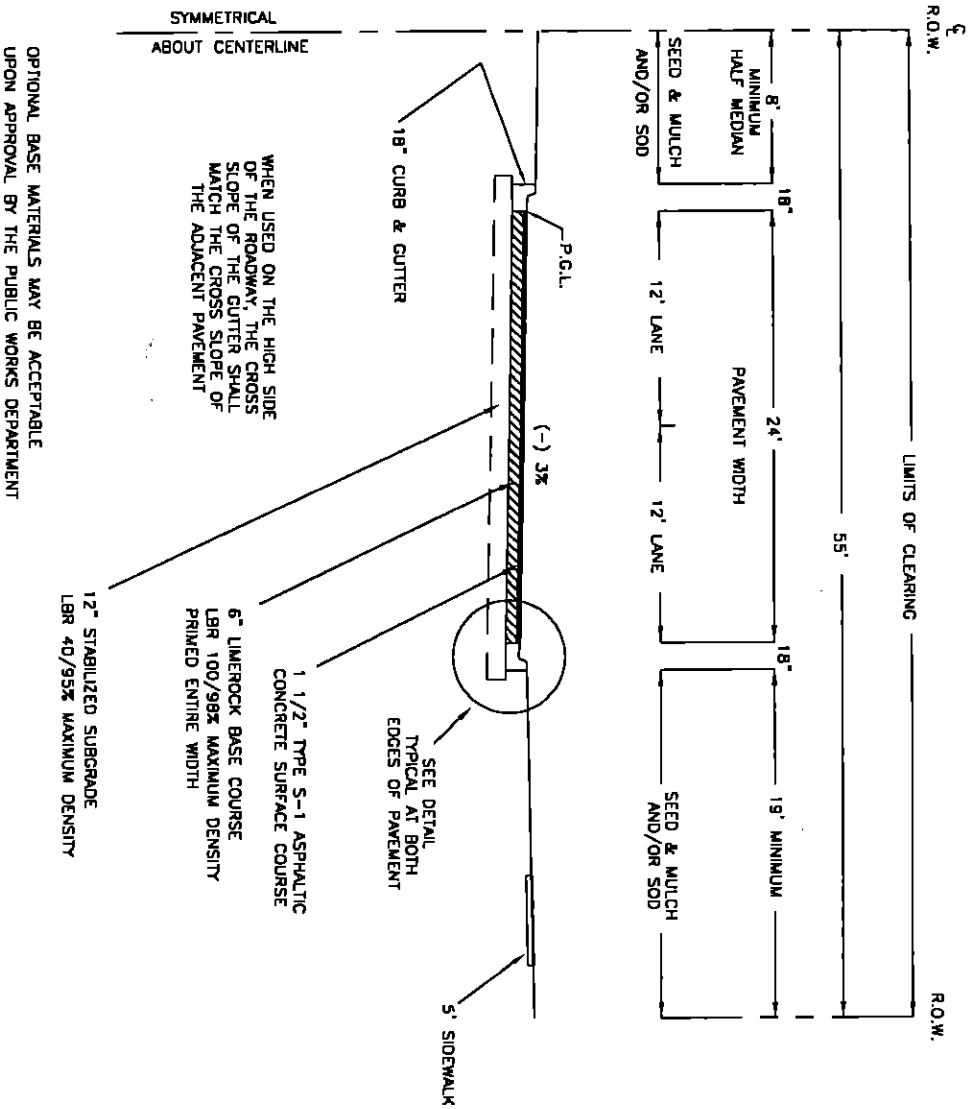 ℄
R.O.W.
R.O.W.
LIMITS OF CLEARING
55'
8'
MINIMUM
HALF MEDIAN
18"
24'
PAVEMENT WIDTH
18"
19' MINIMUM
SEED & MULCH
AND/OR SOD
12' LANE
12' LANE
SEED & MULCH
AND/OR SOD
P.G.L.
(-) 3%
18" CURB & GUTTER
SEE DETAIL
TYPICAL AT BOTH
EDGES OF PAVEMENT
5' SIDEWALK
SYMMETRICAL
ABOUT CENTERLINE
WHEN USED ON THE HIGH SIDE
OF THE ROADWAY, THE CROSS
SLOPE OF THE GUTTER SHALL
MATCH THE CROSS SLOPE OF
THE ADJACENT PAVEMENT
1 1/2" TYPE S-1 ASPHALTIC
CONCRETE SURFACE COURSE
6" LIMEROCK BASE COURSE
LBR 100/98% MAXIMUM DENSITY
PRIMED ENTIRE WIDTH
12" STABILIZED SUBGRADE
LBR 40/95% MAXIMUM DENSITY
OPTIONAL BASE MATERIALS MAY BE ACCEPTABLE
UPON APPROVAL BY THE PUBLIC WORKS DEPARTMENT